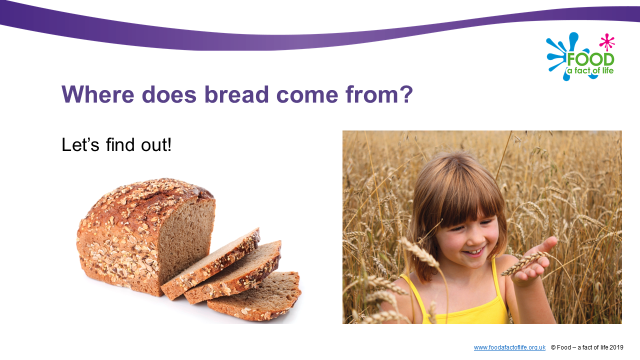 FOOD
a fact of life
Where does bread come from?
Let's find out!
www.foodafactoflife.org.uk © Food – a fact of life 2019